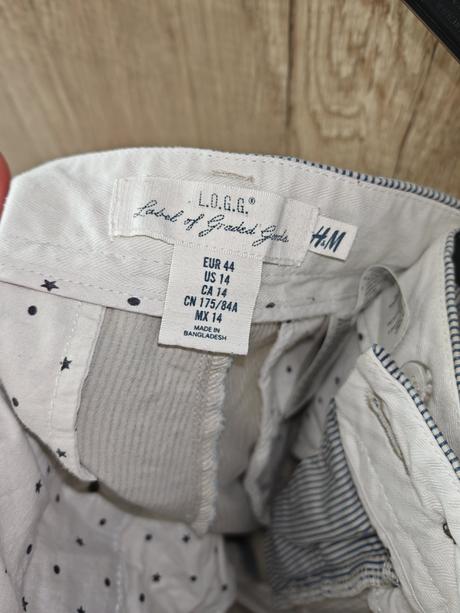 L.O.G.G.®
Label of Graded Goods
H&M
EUR 44
US 14
CA 14
CN 175/84A
MX 14
MADE IN
BANGLADESH